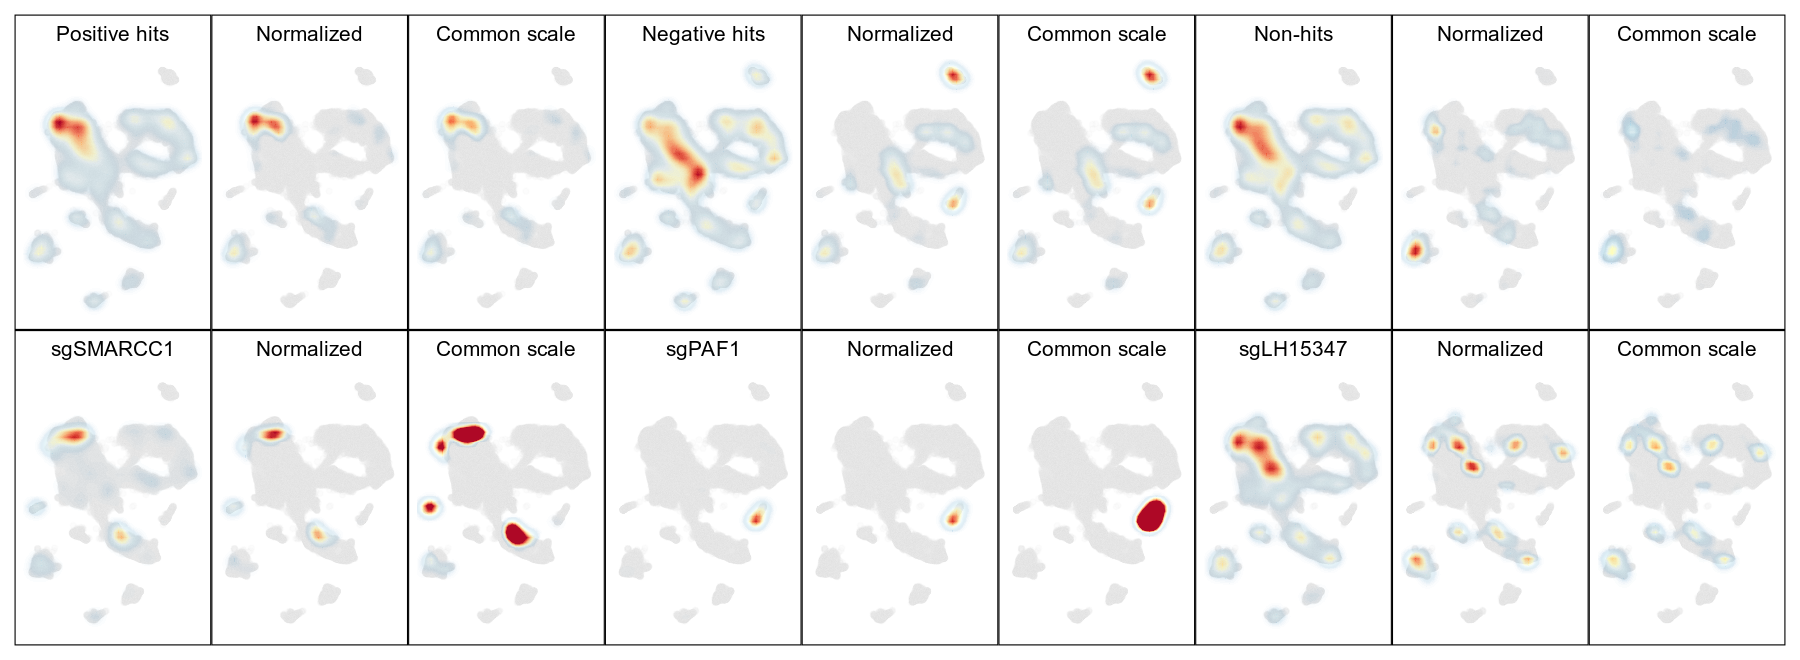 Positive hits
Normalized
Common scale
Negative hits
Normalized
Common scale
Non-hits
Normalized
Common scale
sgSMARCC1
Normalized
Common scale
sgPAF1
Normalized
Common scale
sgLH15347
Normalized
Common scale